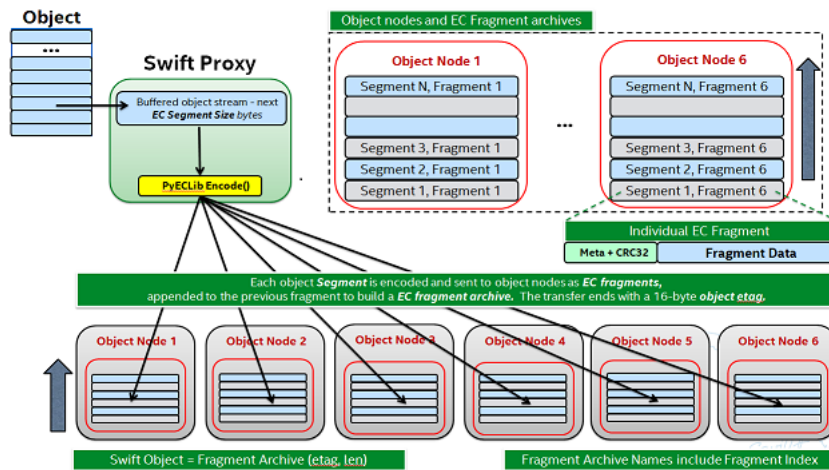 Object
...
Swift Proxy
Buffered object stream - next
EC Segment Size bytes
PyECLib Encode()
Object nodes and EC Fragment archives
Object Node 1
Segment N, Fragment 1
Segment 3, Fragment 1
Segment 2, Fragment 1
Segment 1, Fragment 1
...
Object Node 6
Segment N, Fragment 6
Segment 3, Fragment 6
Segment 2, Fragment 6
Segment 1, Fragment 6
Individual EC Fragment
Meta + CRC32
Fragment Data
Each object Segment is encoded and sent to object nodes as EC fragments,
appended to the previous fragment to build a EC fragment archive. The transfer ends with a 16-byte object etag.
Object Node 1
Object Node 2
Object Node 3
Object Node 4
Object Node 5
Object Node 6
Swift Object = Fragment Archive (etag, len)
Fragment Archive Names include Fragment Index